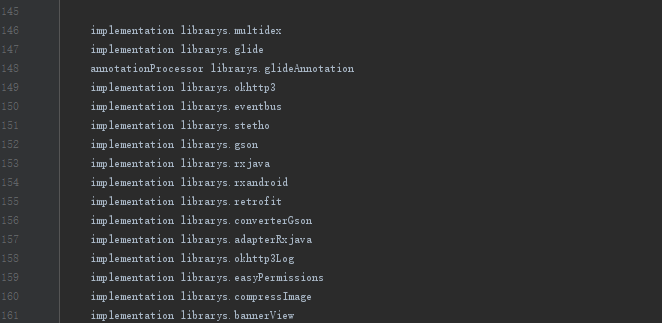 145
146 implementation librarys.multidex
147 implementation librarys.glide
148 annotationProcessor librarys.glideAnnotation
149 implementation librarys.okhttp3
150 implementation librarys.eventbus
151 implementation librarys.stetho
152 implementation librarys.gson
153 implementation librarys.rxjava
154 implementation librarys.rxandroid
155 implementation librarys.retrofit
156 implementation librarys.converterGson
157 implementation librarys.adapterRxjava
158 implementation librarys.okhttp3Log
159 implementation librarys.easyPermissions
160 implementation librarys.compressImage
161 implementation librarys.bannerView